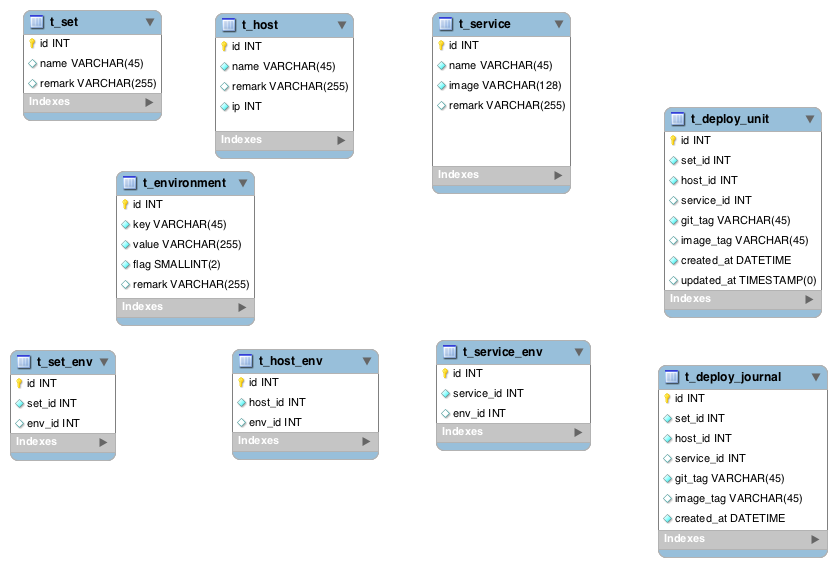 t_set
id INT
name VARCHAR(45)
remark VARCHAR(255)
Indexes
t_host
id INT
name VARCHAR(45)
remark VARCHAR(255)
ip INT
Indexes
t_service
id INT
name VARCHAR(45)
image VARCHAR(128)
remark VARCHAR(255)
Indexes
t_deploy_unit
id INT
set_id INT
host_id INT
service_id INT
git_tag VARCHAR(45)
image_tag VARCHAR(45)
created_at DATETIME
updated_at TIMESTAMP(0)
Indexes
t_environment
id INT
key VARCHAR(45)
value VARCHAR(255)
flag SMALLINT(2)
remark VARCHAR(255)
Indexes
t_set_env
id INT
set_id INT
env_id INT
Indexes
t_host_env
id INT
host_id INT
env_id INT
Indexes
t_service_env
id INT
service_id INT
env_id INT
Indexes
t_deploy_journal
id INT
set_id INT
host_id INT
service_id INT
git_tag VARCHAR(45)
image_tag VARCHAR(45)
created_at DATETIME
Indexes